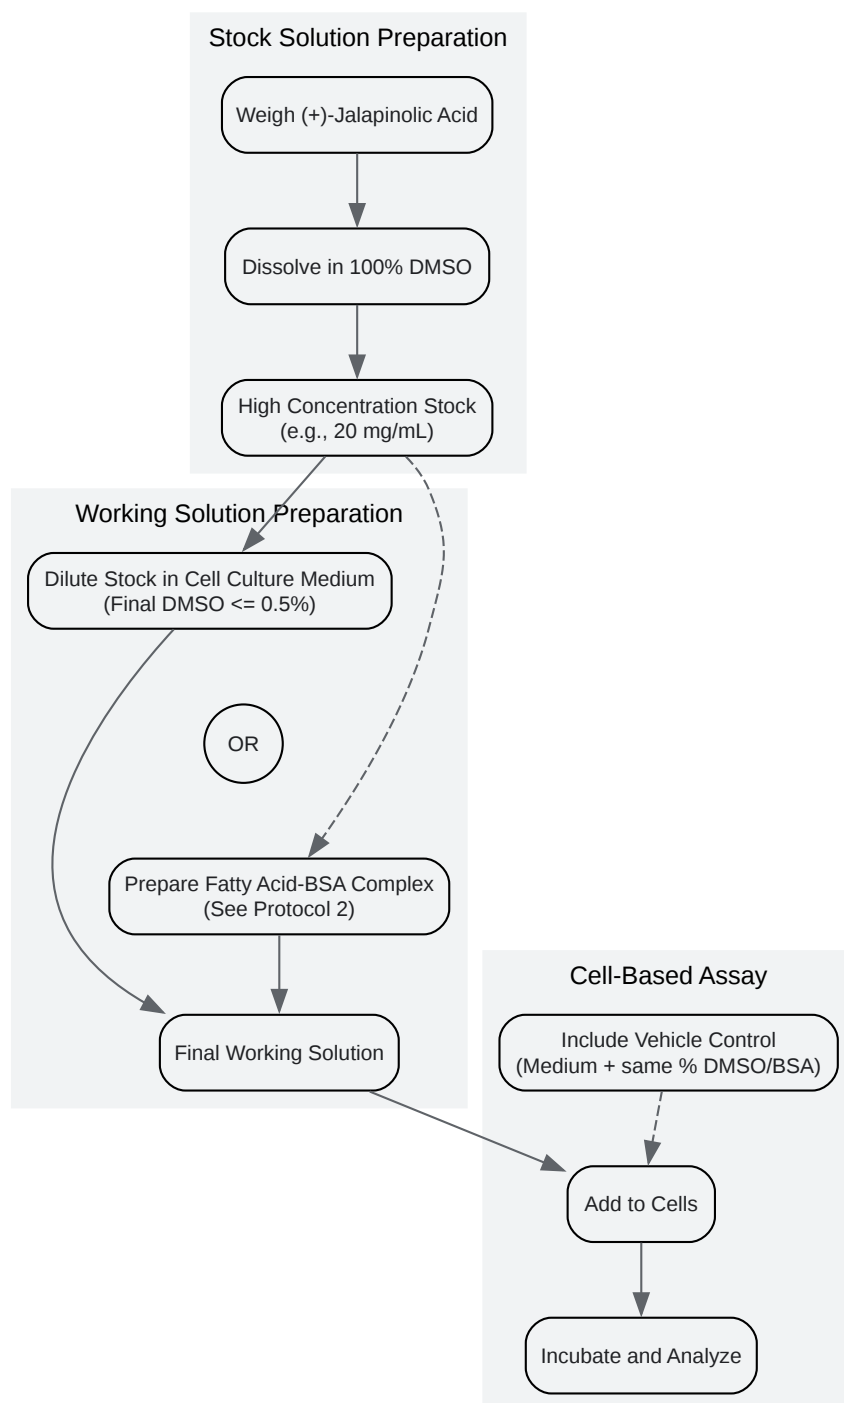 Stock Solution Preparation
Weigh (+)-Jalapinolic Acid
Dissolve in 100% DMSO
High Concentration Stock
(e.g., 20 mg/mL)
Working Solution Preparation
Dilute Stock in Cell Culture Medium
(Final DMSO <= 0.5%)
OR
Prepare Fatty Acid-BSA Complex
(See Protocol 2)
Final Working Solution
Cell-Based Assay
Include Vehicle Control
(Medium + same % DMSO/BSA)
Add to Cells
Incubate and Analyze